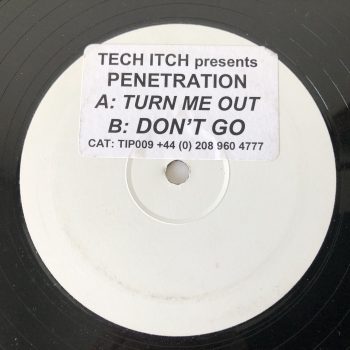 TECH ITCH presents
PENETRATION
A: TURN ME OUT
B: DON'T GO
CAT: TIP009 +44 (0) 208 960 4777